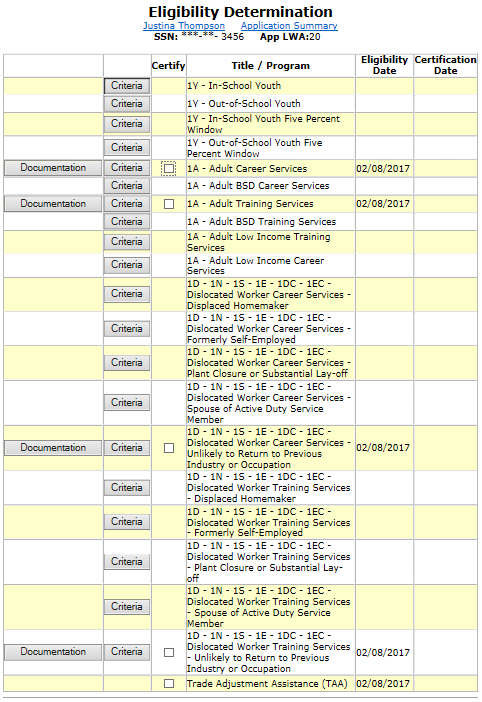 Eligibility Determination
Justina Thompson Application Summary
SSN: ***-**- 3456 App LWA:20
Certify Title / Program Eligibility Date Certification Date
Criteria 1Y - In-School Youth
Criteria 1Y - Out-of-School Youth
Criteria 1Y - In-School Youth Five Percent
Window
Criteria 1Y - Out-of-School Youth Five
Percent Window
Documentation Criteria 1A - Adult Career Services 02/08/2017
Criteria 1A - Adult BSD Career Services
Documentation Criteria 1A - Adult Training Services 02/08/2017
Criteria 1A - Adult BSD Training Services
Criteria 1A - Adult Low Income Training
Services
Criteria 1A - Adult Low Income Career
Services
Criteria 1D - 1N - 1S - 1E - 1DC - 1EC -
Dislocated Worker Career Services -
Displaced Homemaker
Criteria 1D - 1N - 1S - 1E - 1DC - 1EC -
Dislocated Worker Career Services -
Formerly Self-Employed
Criteria 1D - 1N - 1S - 1E - 1DC - 1EC -
Dislocated Worker Career Services -
Plant Closure or Substantial Lay-off
Criteria 1D - 1N - 1S - 1E - 1DC - 1EC -
Dislocated Worker Career Services -
Spouse of Active Duty Service
Member
Documentation Criteria 1D - 1N - 1S - 1E - 1DC - 1EC -
Dislocated Worker Career Services -
Unlikely to Return to Previous
Industry or Occupation 02/08/2017
Criteria 1D - 1N - 1S - 1E - 1DC - 1EC -
Dislocated Worker Training Services
- Displaced Homemaker
Criteria 1D - 1N - 1S - 1E - 1DC - 1EC -
Dislocated Worker Training Services
- Formerly Self-Employed
Criteria 1D - 1N - 1S - 1E - 1DC - 1EC -
Dislocated Worker Training Services
- Plant Closure or Substantial Lay-
off
Criteria 1D - 1N - 1S - 1E - 1DC - 1EC -
Dislocated Worker Training Services
- Spouse of Active Duty Service
Member
Documentation Criteria 1D - 1N - 1S - 1E - 1DC - 1EC -
Dislocated Worker Training Services
- Unlikely to Return to Previous
Industry or Occupation 02/08/2017
Trade Adjustment Assistance (TAA) 02/08/2017